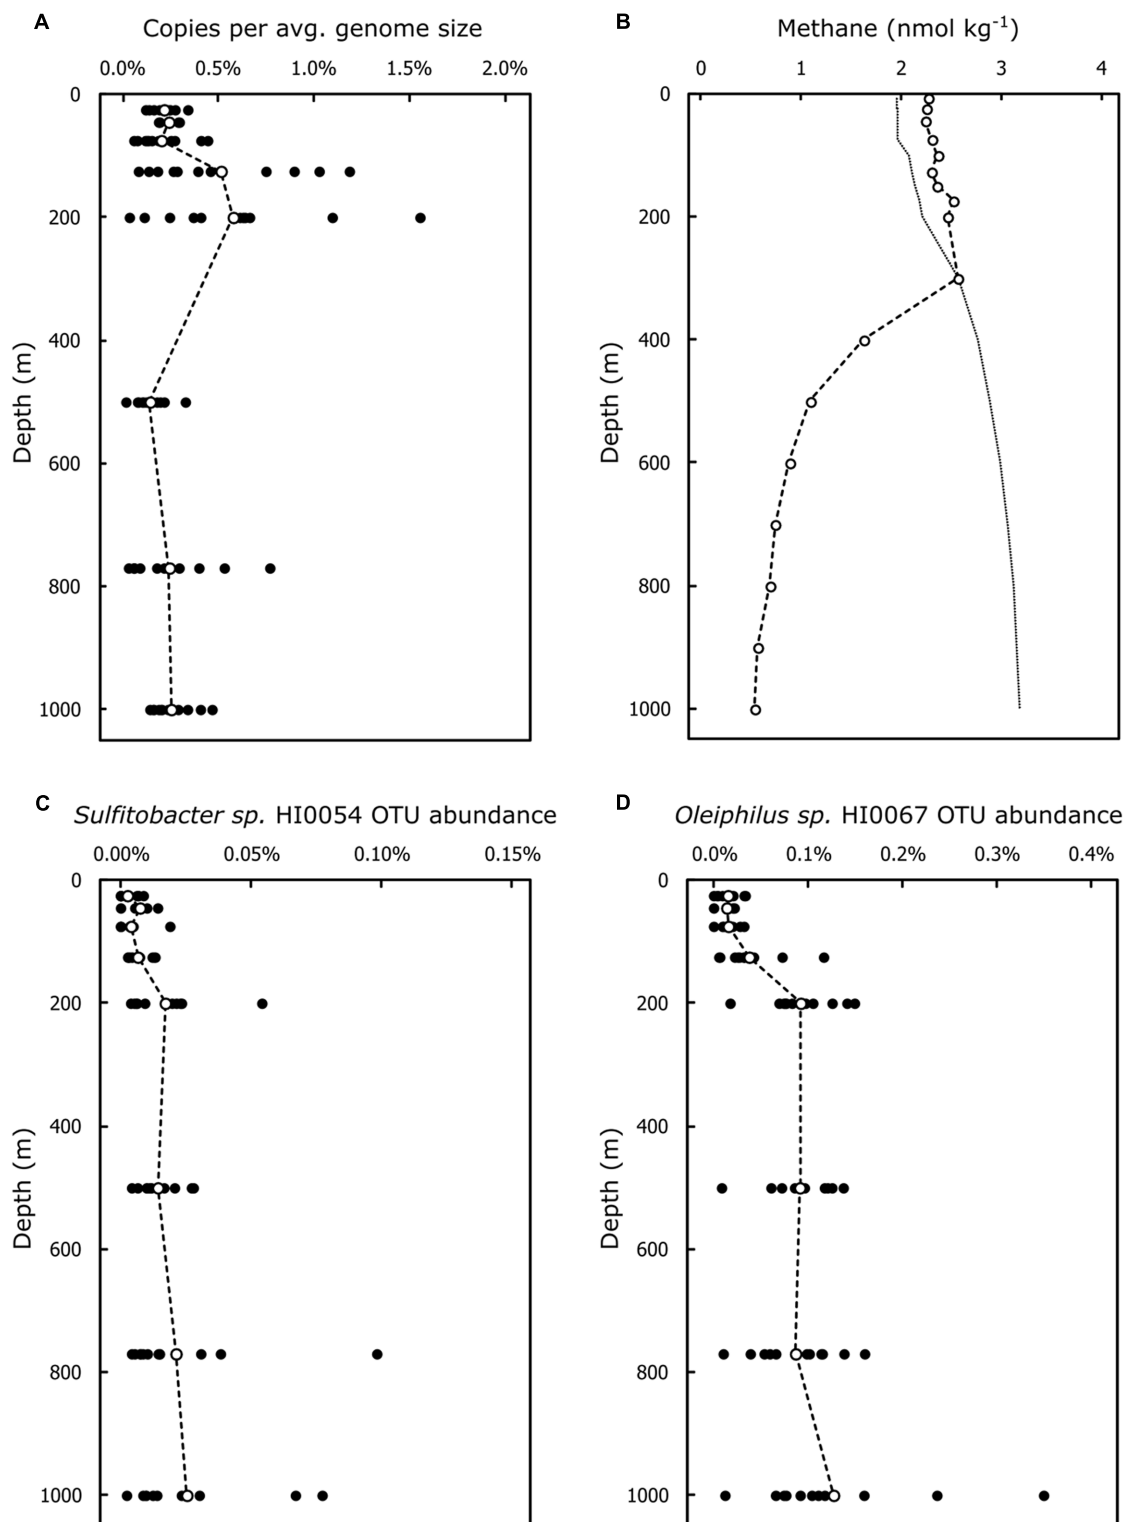 A
Copies per avg. genome size
0.0% 0.5% 1.0% 1.5% 2.0%
0
200
400
600
800
1000
Depth (m)
B
Methane (nmol kg⁻¹)
0 1 2 3 4
0
200
400
600
800
1000
Depth (m)
C
Sulfitobacter sp. HI0054 OTU abundance
0.00% 0.05% 0.10% 0.15%
0
200
400
600
800
1000
Depth (m)
D
Oleiphilus sp. HI0067 OTU abundance
0.0% 0.1% 0.2% 0.3% 0.4%
0
200
400
600
800
1000
Depth (m)